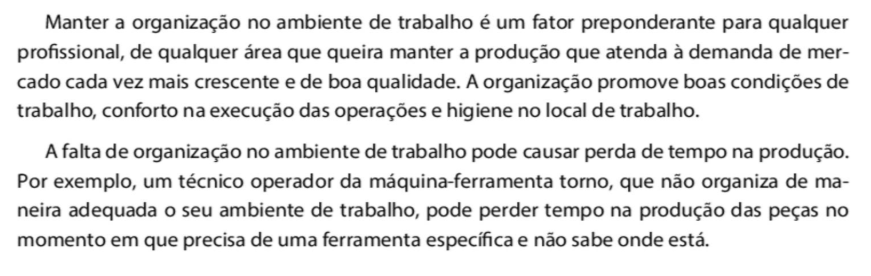 Manter a organização no ambiente de trabalho é um fator preponderante para qualquer
profissional, de qualquer área que queira manter a produção que atenda à demanda de mer-
cado cada vez mais crescente e de boa qualidade. A organização promove boas condições de
trabalho, conforto na execução das operações e higiene no local de trabalho.
A falta de organização no ambiente de trabalho pode causar perda de tempo na produção.
Por exemplo, um técnico operador da máquina-ferramenta torno, que não organiza de ma-
neira adequada o seu ambiente de trabalho, pode perder tempo na produção das peças no
momento em que precisa de uma ferramenta específica e não sabe onde está.